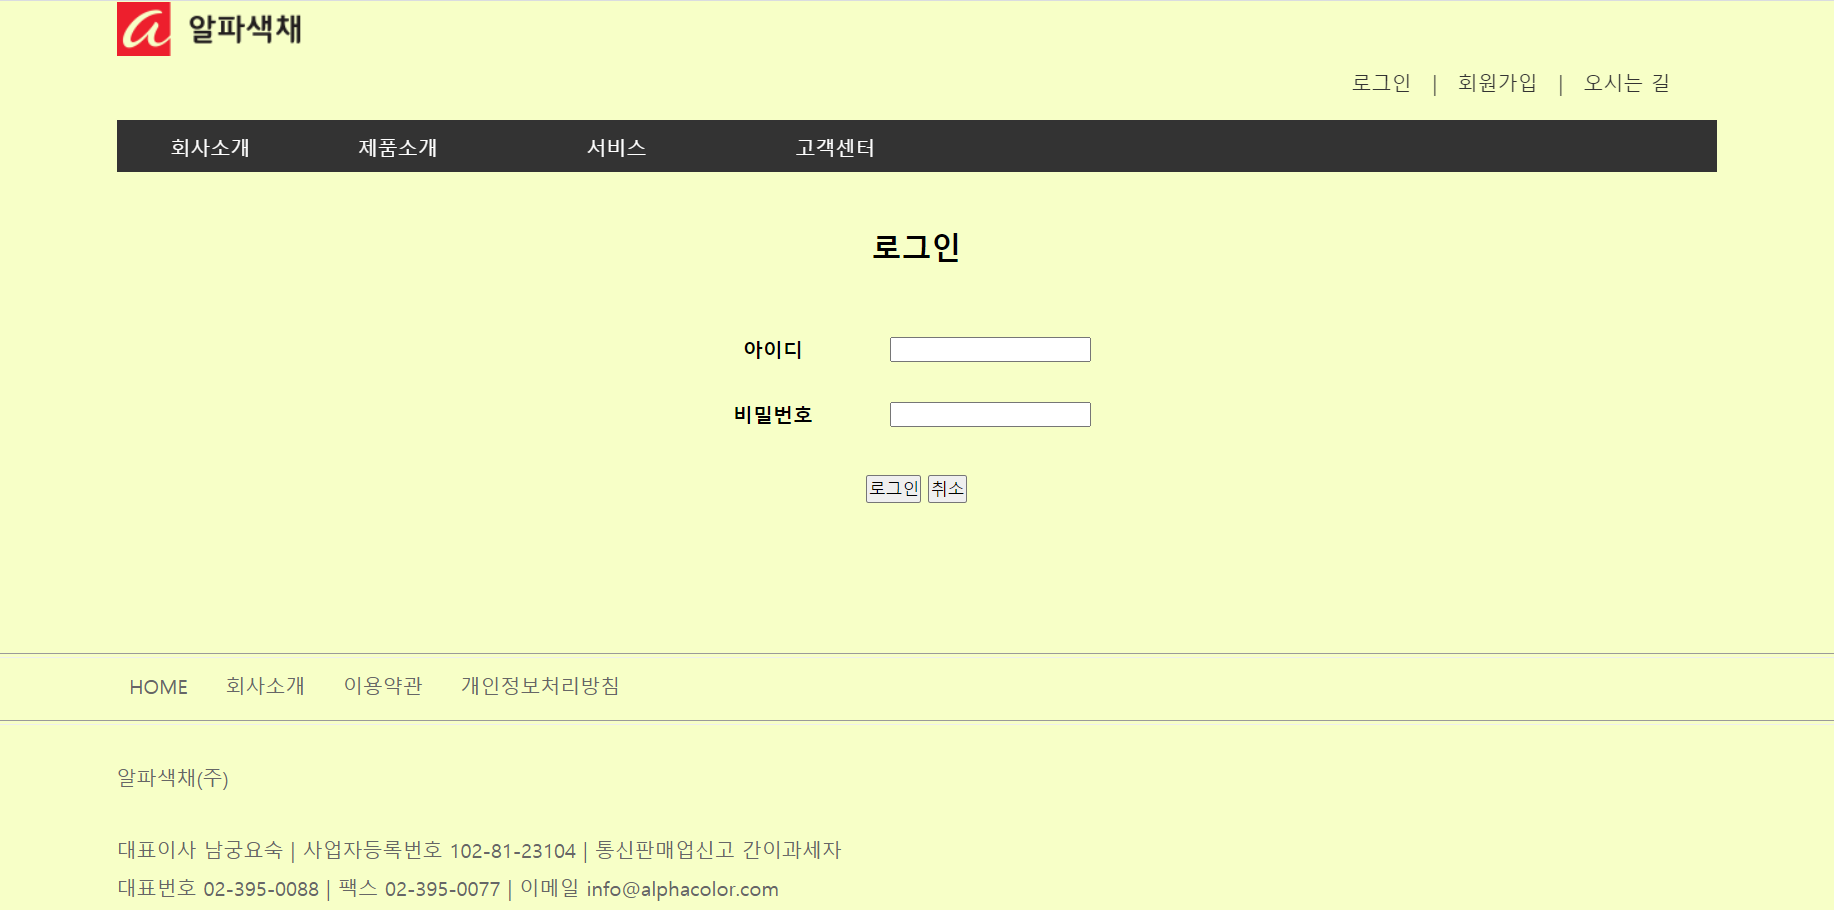 a 알파색채
로그인 | 회원가입 | 오시는 길
회사소개 제품소개 서비스 고객센터
로그인
아이디
비밀번호
로그인 취소
HOME 회사소개 이용약관 개인정보처리방침
알파색채(주)
대표이사 남궁요숙 | 사업자등록번호 102-81-23104 | 통신판매업신고 간이과세자
대표번호 02-395-0088 | 팩스 02-395-0077 | 이메일 info@alphacolor.com